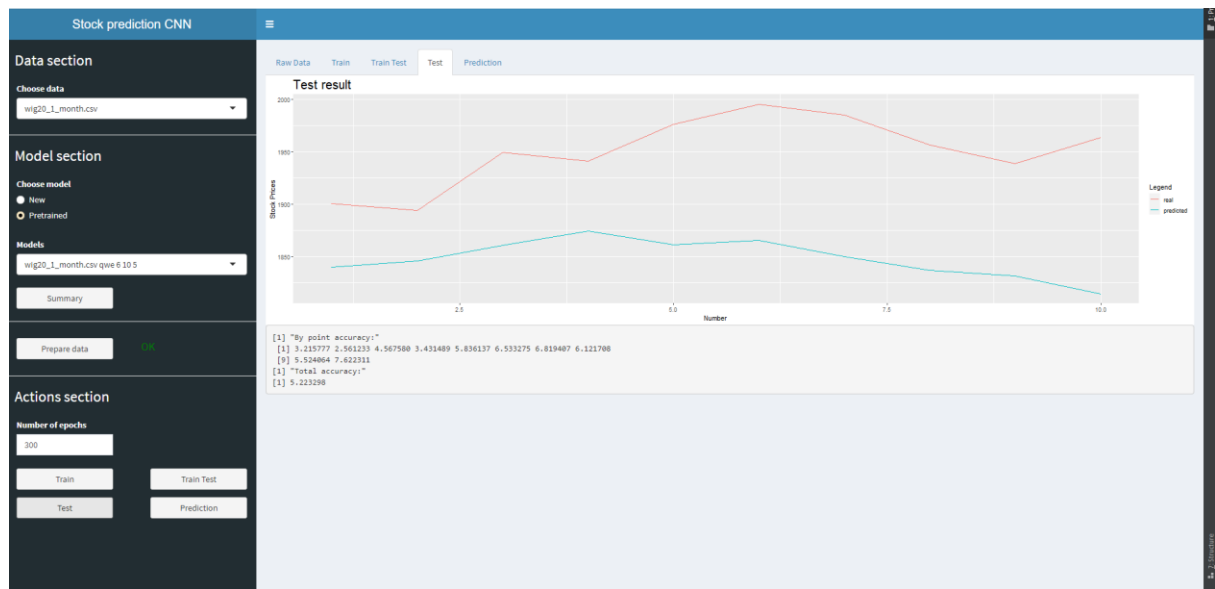 Stock prediction CNN
Data section
Choose data
wig20_1_month.csv
Model section
Choose model
New
Pretrained
Models
wig20_1_month.csv qwe 6 10 5
Summary
Prepare data
OK
Actions section
Number of epochs
300
Train
Train Test
Test
Prediction
Raw Data
Train
Train Test
Test
Prediction
Test result
2000
1950
1900
1850
Stock Prices
2.5
5.0
7.5
10.0
Number
Legend
real
predicted
[1] "By point accuracy:"
[1] 3.215777 2.561233 4.567580 3.431489 5.836137 6.533275 6.819407 6.121708
[9] 5.524064 7.622311
[1] "Total accuracy:"
[1] 5.223298
Z: Structure